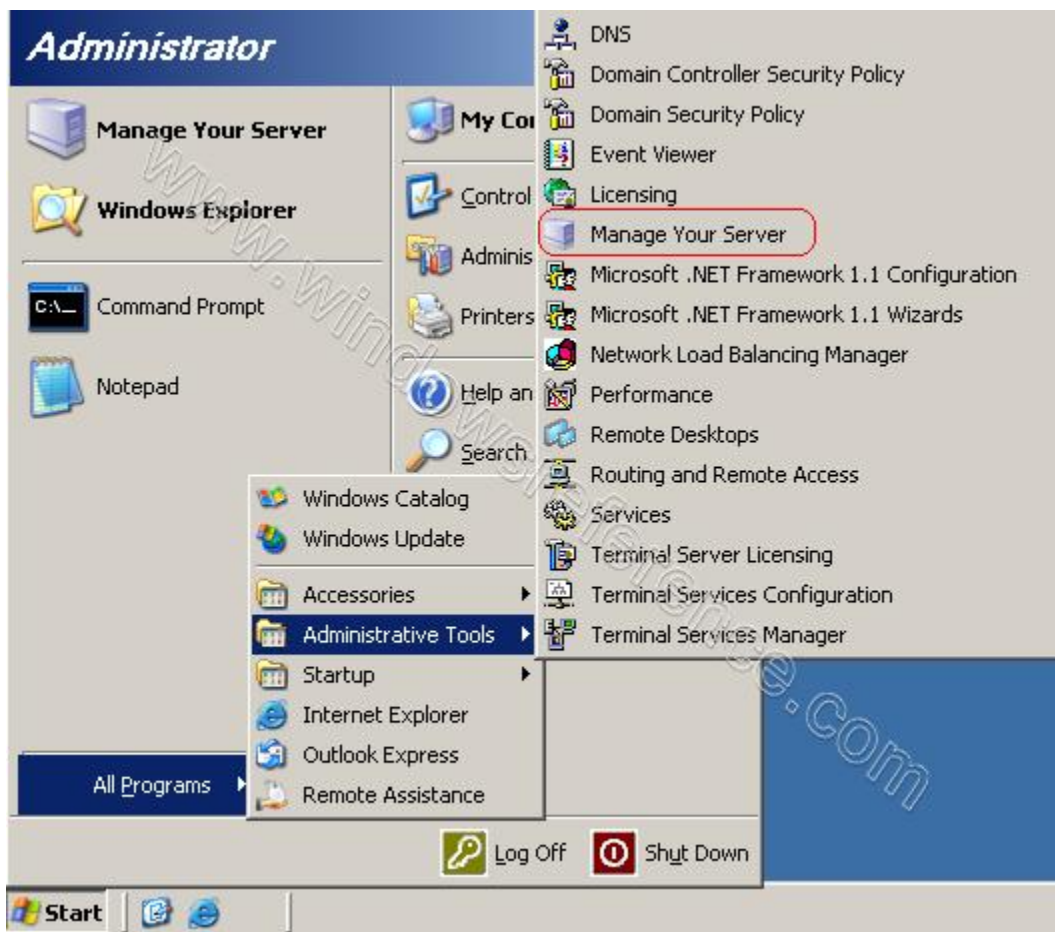 Administrator
Manage Your Server
Windows Explorer
Command Prompt
C:\_
Notepad
My Co
Control
Adminis
Printers
Help an
Search
Windows Catalog
Windows Update
Accessories
Administrative Tools
Startup
Internet Explorer
Outlook Express
Remote Assistance
All Programs
DNS
Domain Controller Security Policy
Domain Security Policy
Event Viewer
Licensing
Manage Your Server
Microsoft .NET Framework 1.1 Configuration
Microsoft .NET Framework 1.1 Wizards
Network Load Balancing Manager
Performance
Remote Desktops
Routing and Remote Access
Services
Terminal Server Licensing
Terminal Services Configuration
Terminal Services Manager
Log Off
Shut Down
Start
www.windowsreference.com